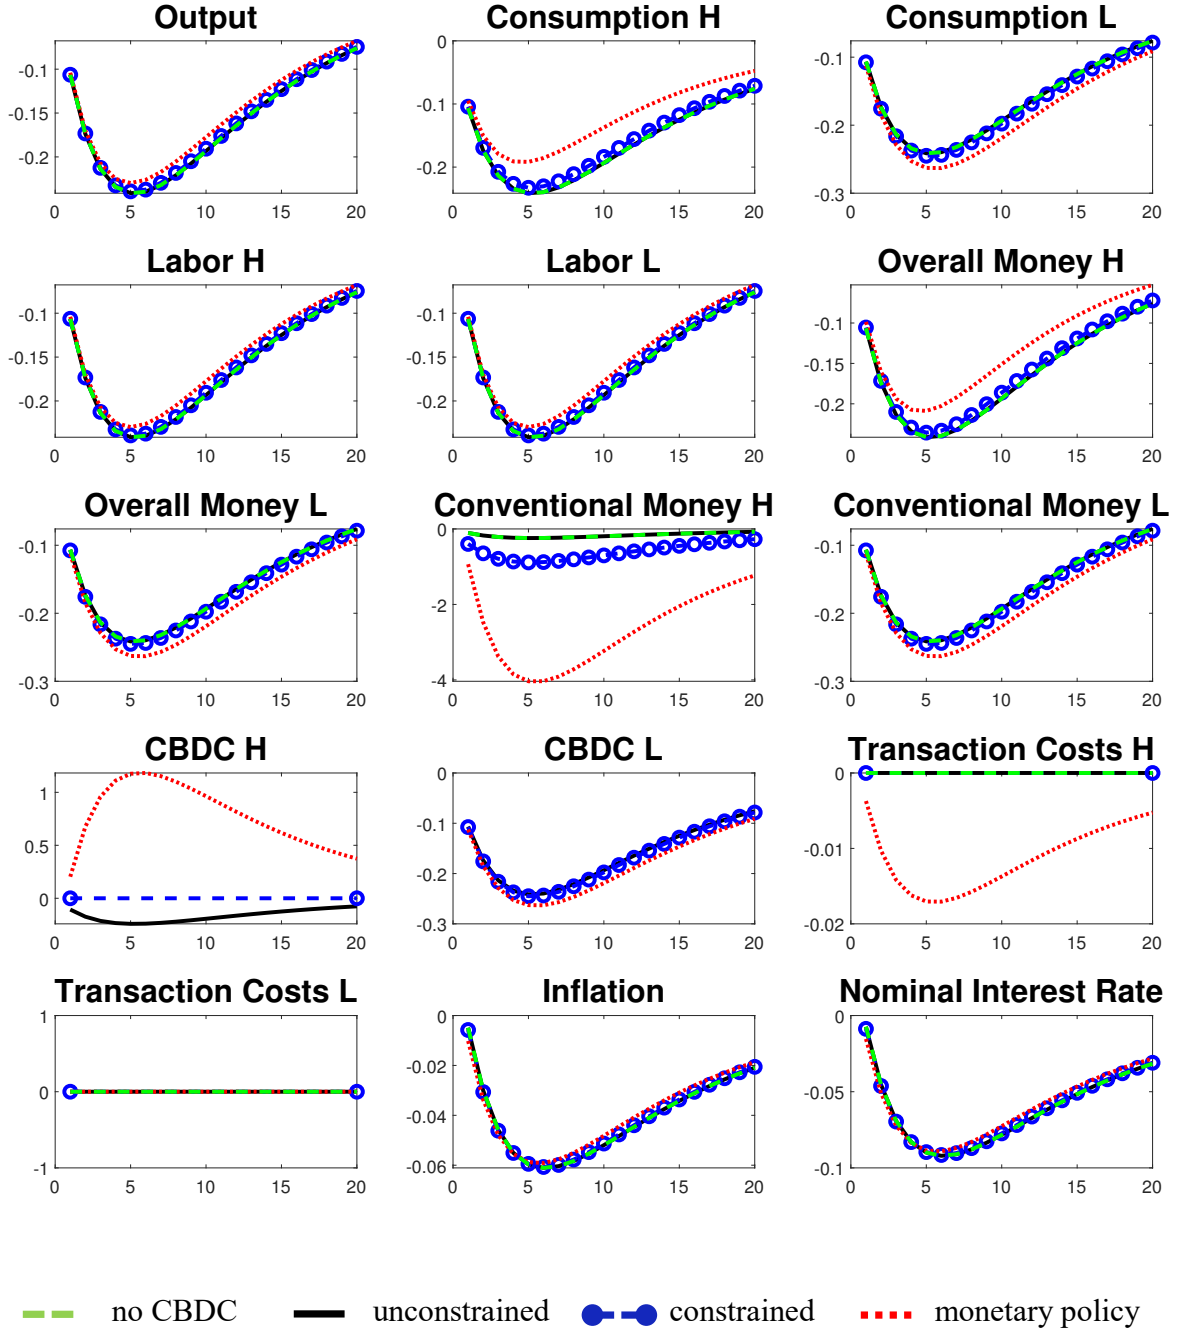 Output Consumption H Consumption L
-0.1 0 -0.1
-0.15 -0.1 -0.2
-0.2 -0.2 -0.3
0 5 10 15 20 0 5 10 15 20 0 5 10 15 20
Labor H Labor L Overall Money H
-0.1 -0.1 -0.1
-0.15 -0.15 -0.15
-0.2 -0.2 -0.2
0 5 10 15 20 0 5 10 15 20 0 5 10 15 20
Overall Money L Conventional Money H Conventional Money L
-0.1 0 -0.1
-0.2 -2 -0.2
-0.3 -4 -0.3
0 5 10 15 20 0 5 10 15 20 0 5 10 15 20
CBDC H CBDC L Transaction Costs H
1 0 0
0.5 -0.1 -0.01
0 -0.2 -0.02
-0.3
0 5 10 15 20 0 5 10 15 20 0 5 10 15 20
Transaction Costs L Inflation Nominal Interest Rate
1 0 0
0 -0.02 -0.05
-1 -0.04 -0.1
-0.06
0 5 10 15 20 0 5 10 15 20 0 5 10 15 20
no CBDC unconstrained constrained monetary policy